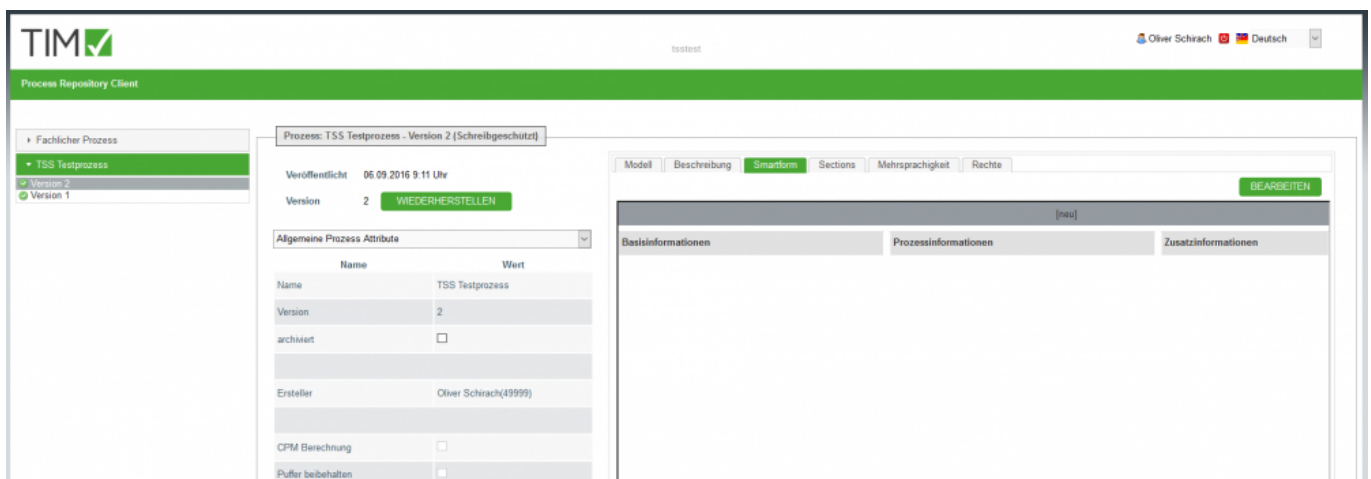 TIM
tsstest
Oliver Schirach Deutsch
Process Repository Client
Fachlicher Prozess
TSS Testprozess
Version 2
Version 1
Prozess: TSS Testprozess - Version 2 (Schreibgeschützt)
Veröffentlicht 06.09.2016 9:11 Uhr
Version 2 WIEDERHERSTELLEN
Allgemeine Prozess Attribute
Name Wert
Name TSS Testprozess
Version 2
archiviert
Ersteller Oliver Schirach(49999)
CPM Berechnung
Puffer beibehalten
Modell Beschreibung Smartform Sections Mehrsprachigkeit Rechte
BEARBEITEN
[neu]
Basisinformationen Prozessinformationen Zusatzinformationen